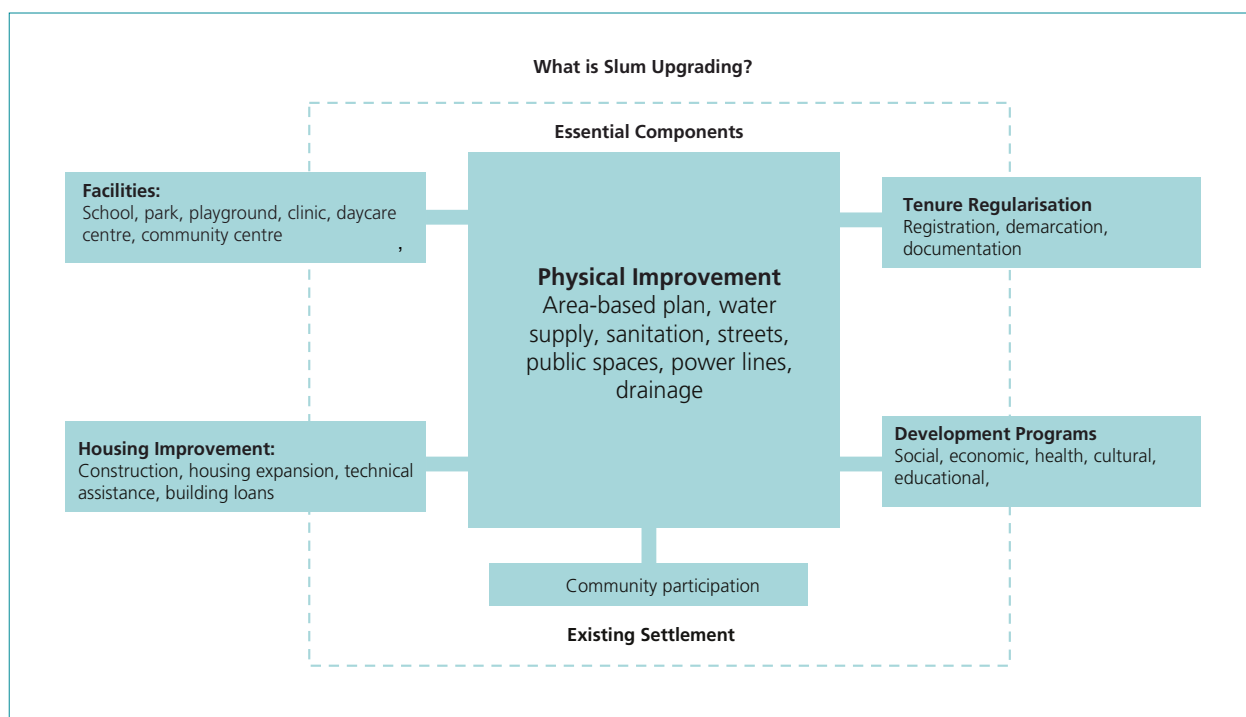 What is Slum Upgrading?
Essential Components
Facilities:
School, park, playground, clinic, daycare
centre, community centre
,
Physical Improvement
Area-based plan, water
supply, sanitation, streets,
public spaces, power lines,
drainage
Tenure Regularisation
Registration, demarcation,
documentation
Housing Improvement:
Construction, housing expansion, technical
assistance, building loans
Development Programs
Social, economic, health, cultural,
educational,
Community participation
Existing Settlement